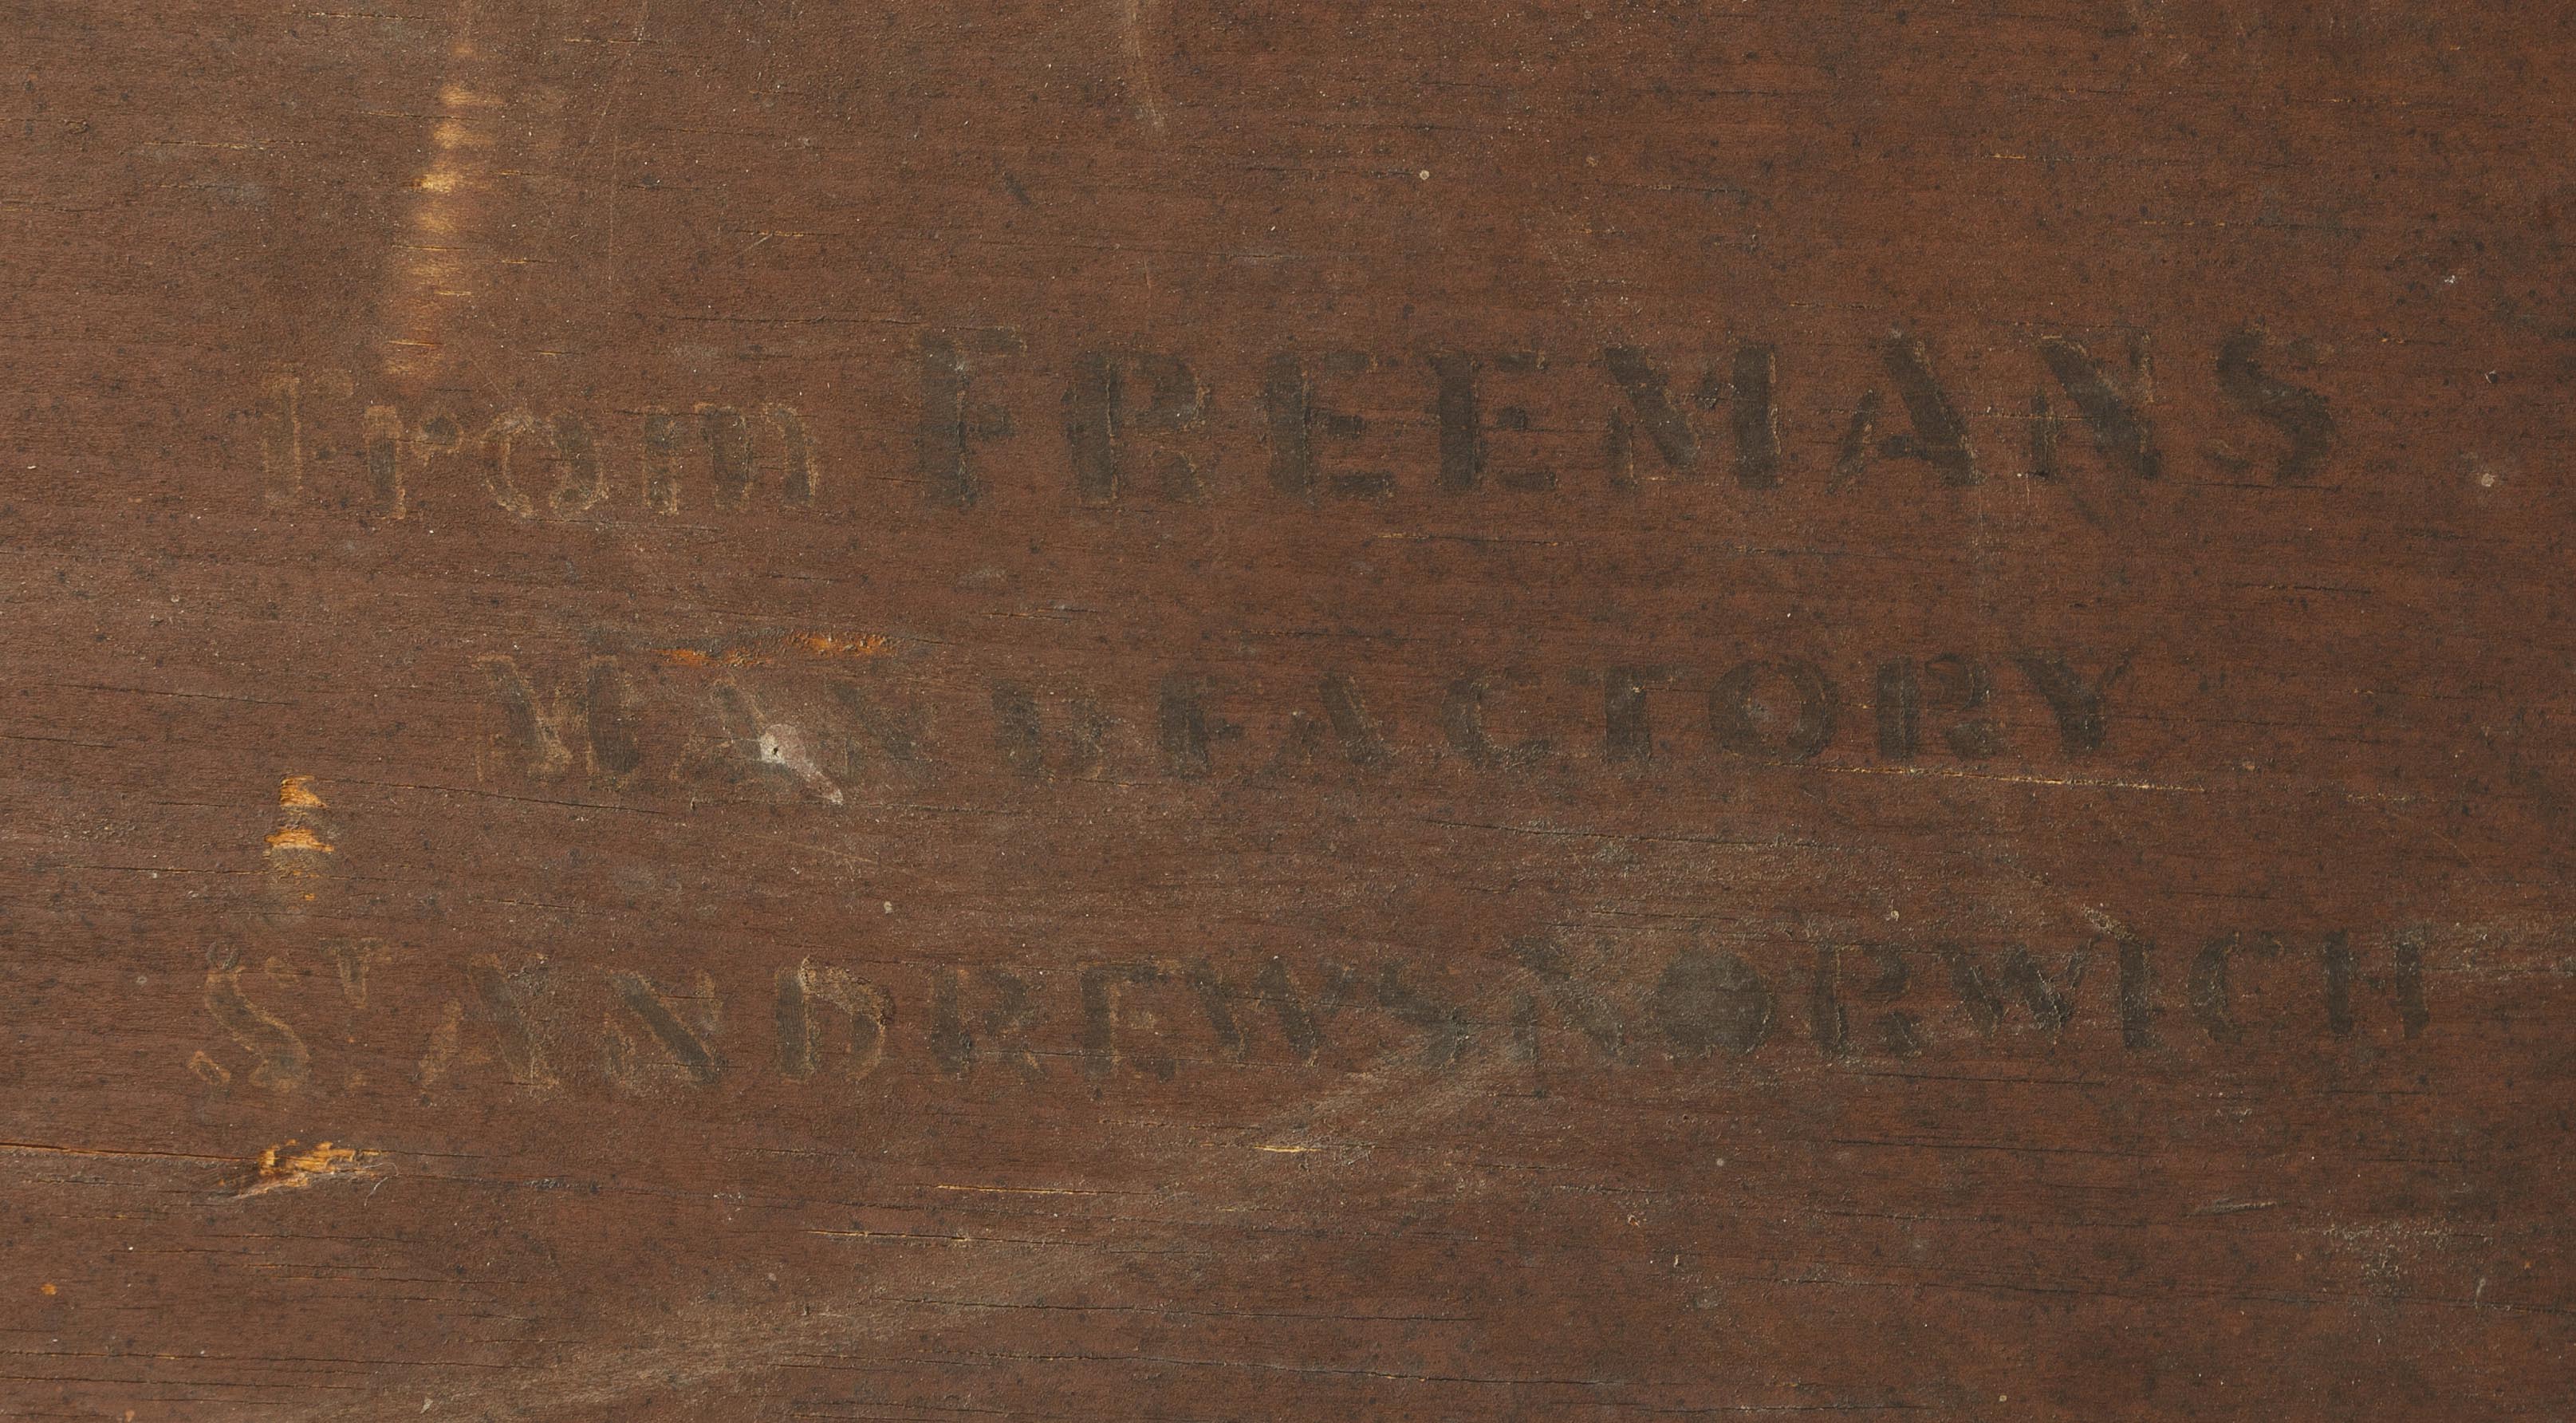 From FREEMANS
MANUFACTORY
ST ANDREWS NORWICH